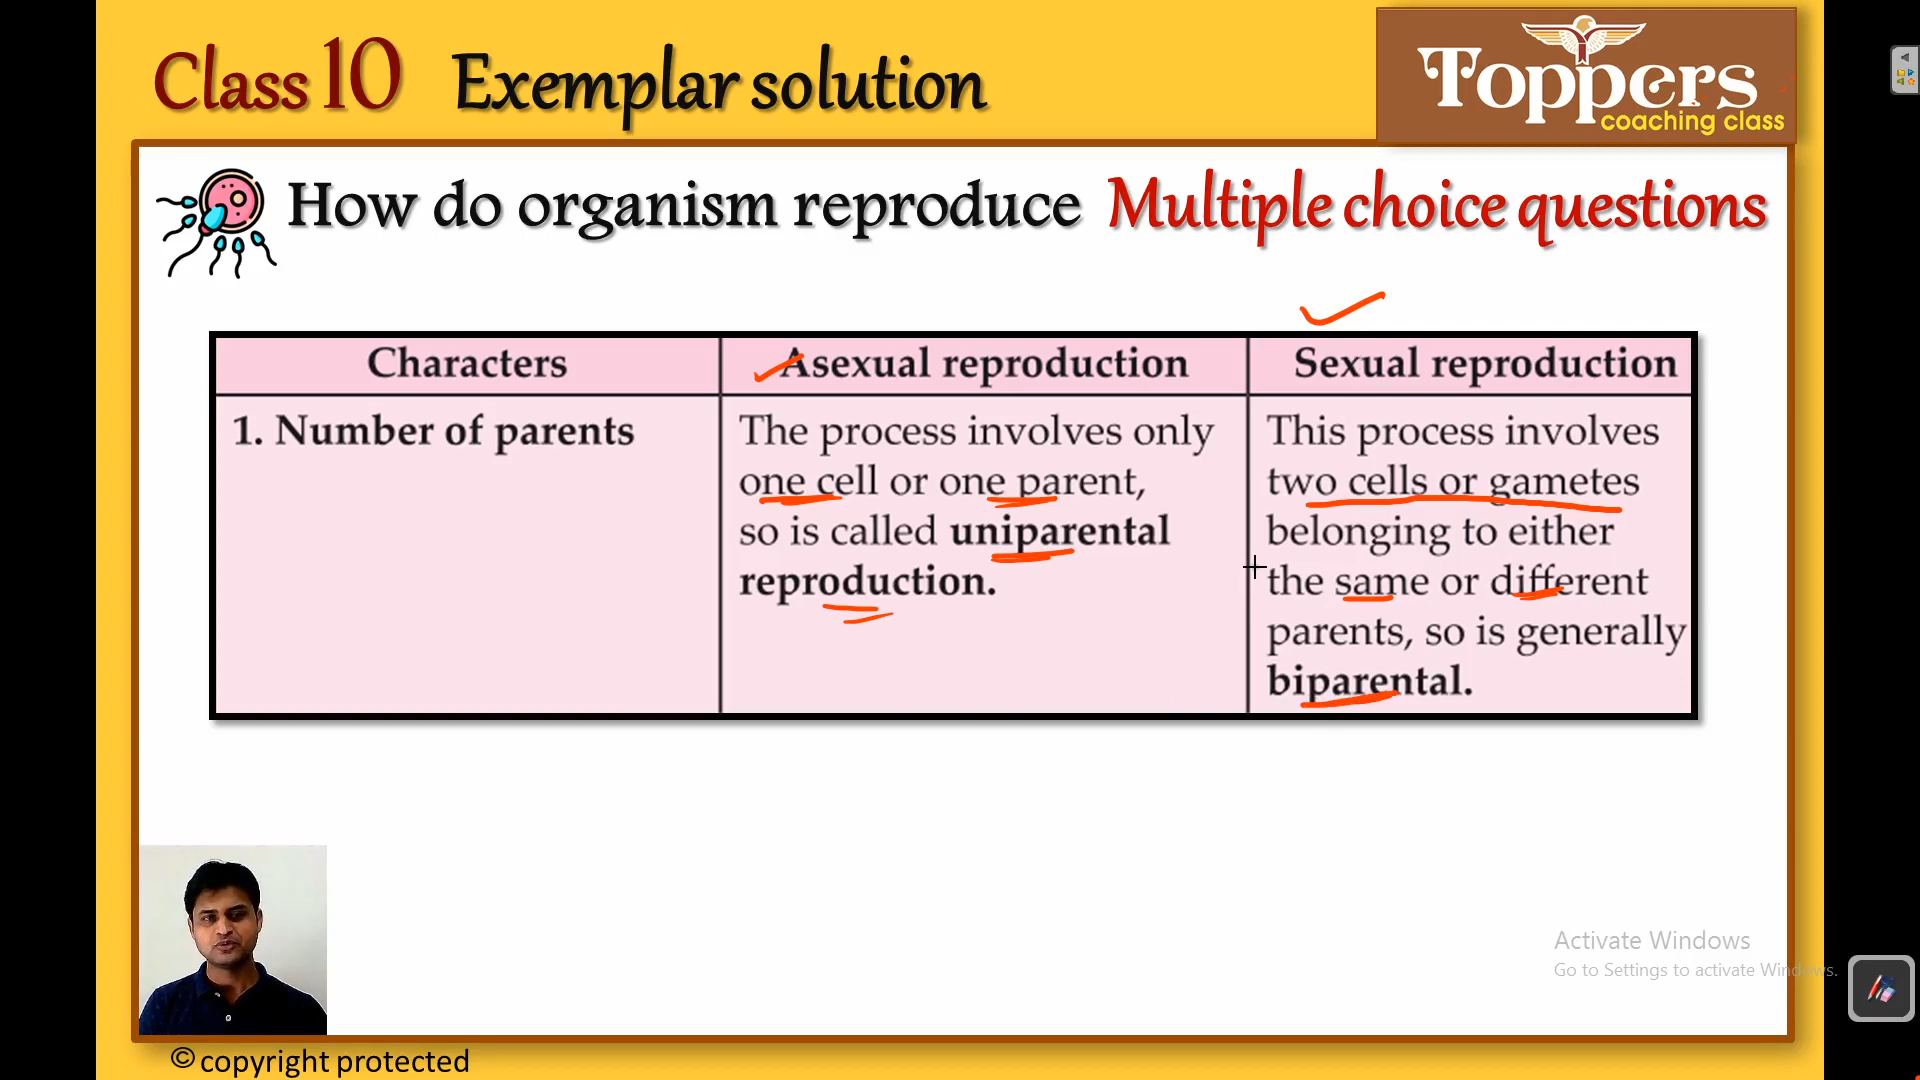 Class 10 Exemplar solution
Toppers
coaching class
How do organism reproduce Multiple choice questions
Characters
Asexual reproduction
Sexual reproduction
1. Number of parents
The process involves only
one cell or one parent,
so is called uniparental
reproduction.
This process involves
two cells or gametes
belonging to either
the same or different
parents, so is generally
biparental.
Activate Windows
Go to Settings to activate Windows.
© copyright protected